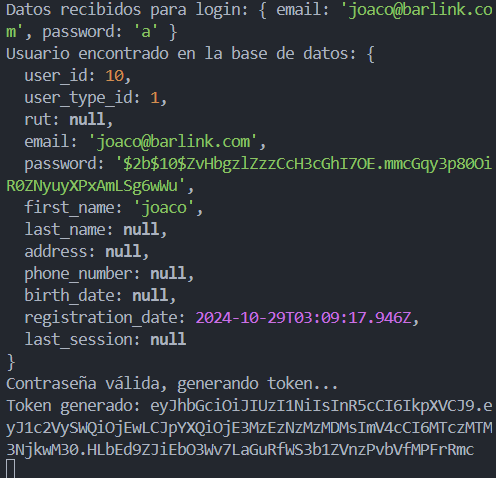 Datos recibidos para login: { email: 'joaco@barlink.co
m', password: 'a' }
Usuario encontrado en la base de datos: {
  user_id: 10,
  user_type_id: 1,
  rut: null,
  email: 'joaco@barlink.com',
  password: '$2b$10$ZvHbgzlZzzCcH3cGhI7OE.mmcGqy3p80Oi
R0ZNyuyXPxAmLSg6wWu',
  first_name: 'joaco',
  last_name: null,
  address: null,
  phone_number: null,
  birth_date: null,
  registration_date: 2024-10-29T03:09:17.946Z,
  last_session: null
}
Contraseña válida, generando token...
Token generado: eyJhbGciOiJIUzI1NiIsInR5cCI6IkpXVCJ9.e
yJ1c2VySWQiOjEwLCJpYXQiOjE3MzEzNzMzMDMsImV4cCI6MTczMTM
3NjkwM30.HLbEd9ZJiEbO3Wv7LaGuRfWS3b1ZVnzPvbVfMPFrRmc